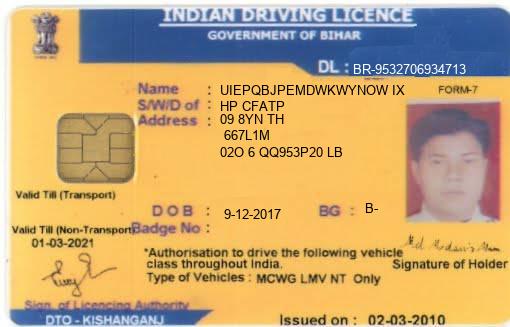 INDIAN DRIVING LICENCE
GOVERNMENT OF BIHAR
DL : BR-9532706934713
Name : UIEPQBJPEMDWKWYNOW IX FORM-7
S/W/D of : HP CFATP
Address : 09 8YN TH
667L1M
02O 6 QQ953P20 LB
Valid Till (Transport)
D O B : 9-12-2017 BG : B-
Valid Till (Non-Transport)
Badge No :
01-03-2021
*Authorisation to drive the following vehicle
class throughout India.
Signature of Holder
Type of Vehicles : MCWG LMV NT Only
Sign. of Licencing Authority
DTO - KISHANGANJ
Issued on : 02-03-2010